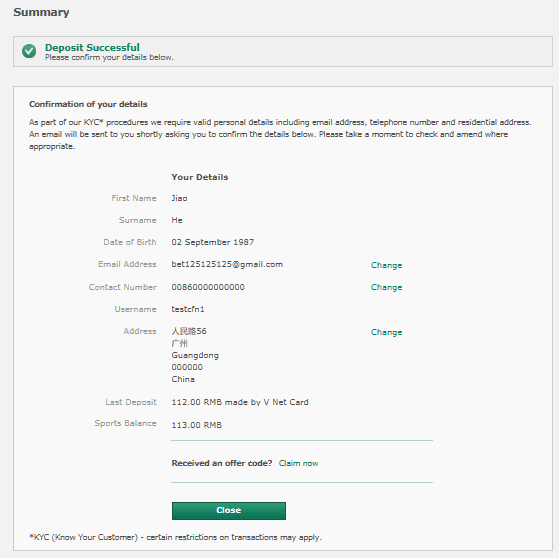 Summary
Deposit Successful
Please confirm your details below.
Confirmation of your details
As part of our KYC* procedures we require valid personal details including email address, telephone number and residential address.
An email will be sent to you shortly asking you to confirm the details below. Please take a moment to check and amend where
appropriate.
Your Details
First Name Jiao
Surname He
Date of Birth 02 September 1987
Email Address bet125125125@gmail.com Change
Contact Number 00860000000000 Change
Username testcfn1
Address 人民路56 Change
广州
Guangdong
000000
China
Last Deposit 112.00 RMB made by V Net Card
Sports Balance 113.00 RMB
Received an offer code? Claim now
Close
*KYC (Know Your Customer) - certain restrictions on transactions may apply.